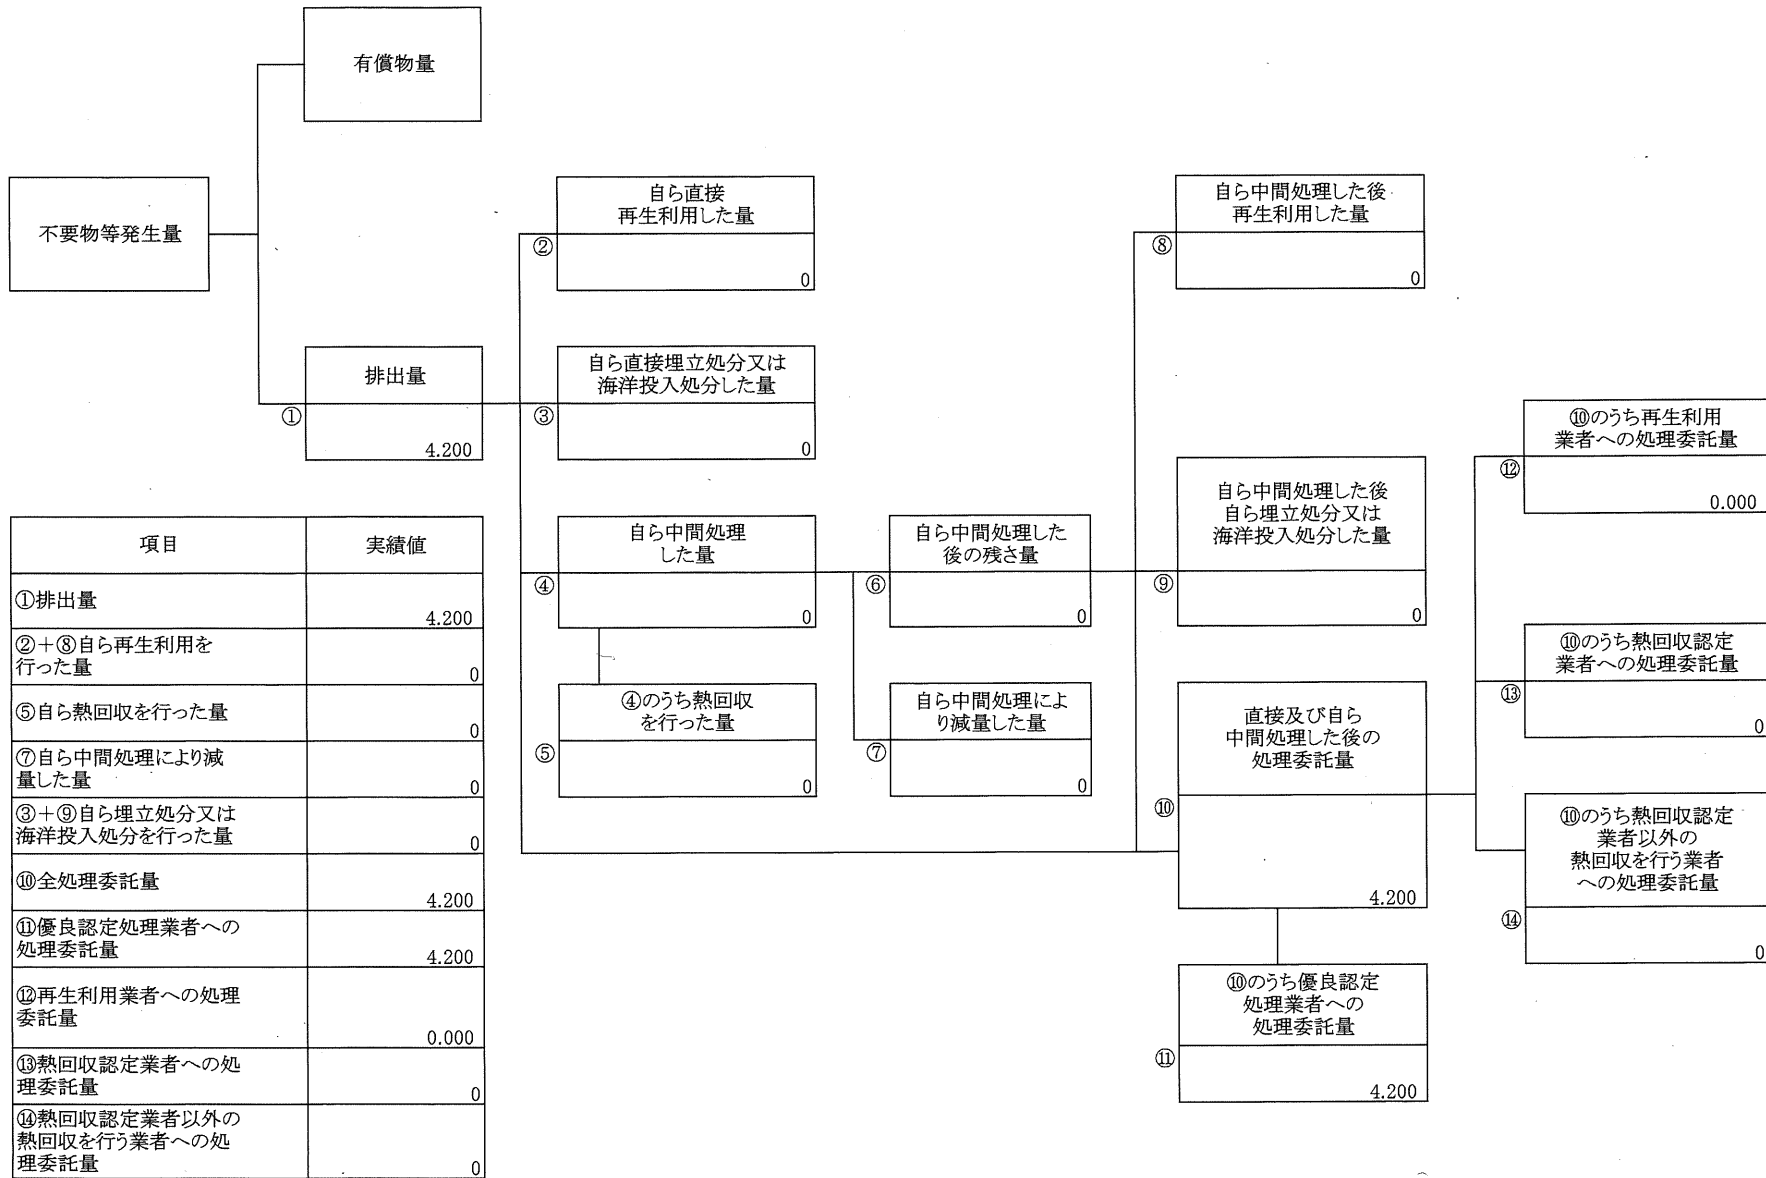 有償物量
不要物等発生量
排出量
①
4.200
自ら直接
再生利用した量
②
0
自ら直接埋立処分又は
海洋投入処分した量
③
0
自ら中間処理
した量
④
0
④のうち熱回収
を行った量
⑤
0
自ら中間処理した
後の残さ量
⑥
0
自ら中間処理によ
り減量した量
⑦
0
自ら中間処理した後
再生利用した量
⑧
0
自ら中間処理した後
自ら埋立処分又は
海洋投入処分した量
⑨
0
直接及び自ら
中間処理した後の
処理委託量
⑩
4.200
⑩のうち優良認定
処理業者への
処理委託量
⑪
4.200
⑩のうち再生利用
業者への処理委託量
⑫
0.000
⑩のうち熱回収認定
業者への処理委託量
⑬
0
⑩のうち熱回収認定
業者以外の
熱回収を行う業者
への処理委託量
⑭
0
項目 実績値
①排出量
4.200
②+⑧自ら再生利用を
行った量
0
⑤自ら熱回収を行った量
0
⑦自ら中間処理により減
量した量
0
③+⑨自ら埋立処分又は
海洋投入処分を行った量
0
⑩全処理委託量
4.200
⑪優良認定処理業者への
処理委託量
4.200
⑫再生利用業者への処理
委託量
0.000
⑬熱回収認定業者への処
理委託量
0
⑭熱回収認定業者以外の
熱回収を行う業者への処
理委託量
0